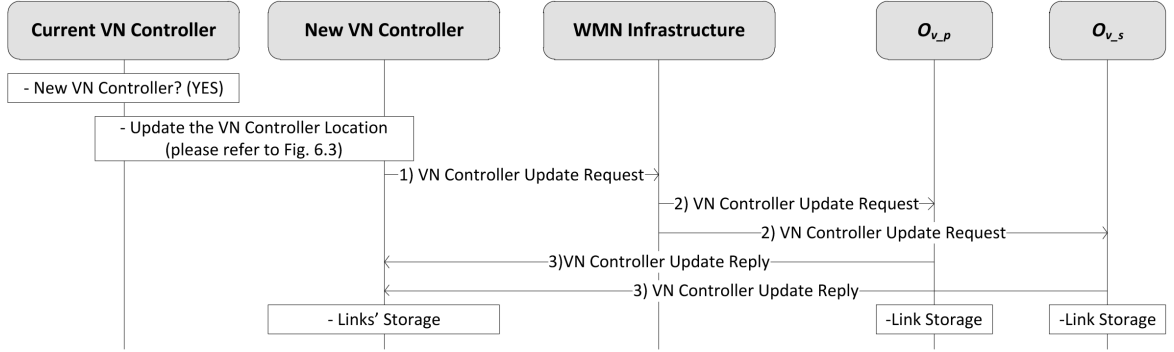 Current VN Controller
New VN Controller
WMN Infrastructure
Ov_p
Ov_s
- New VN Controller? (YES)
- Update the VN Controller Location
(please refer to Fig. 6.3)
1) VN Controller Update Request
2) VN Controller Update Request
2) VN Controller Update Request
3)VN Controller Update Reply
3) VN Controller Update Reply
- Links' Storage
-Link Storage
-Link Storage